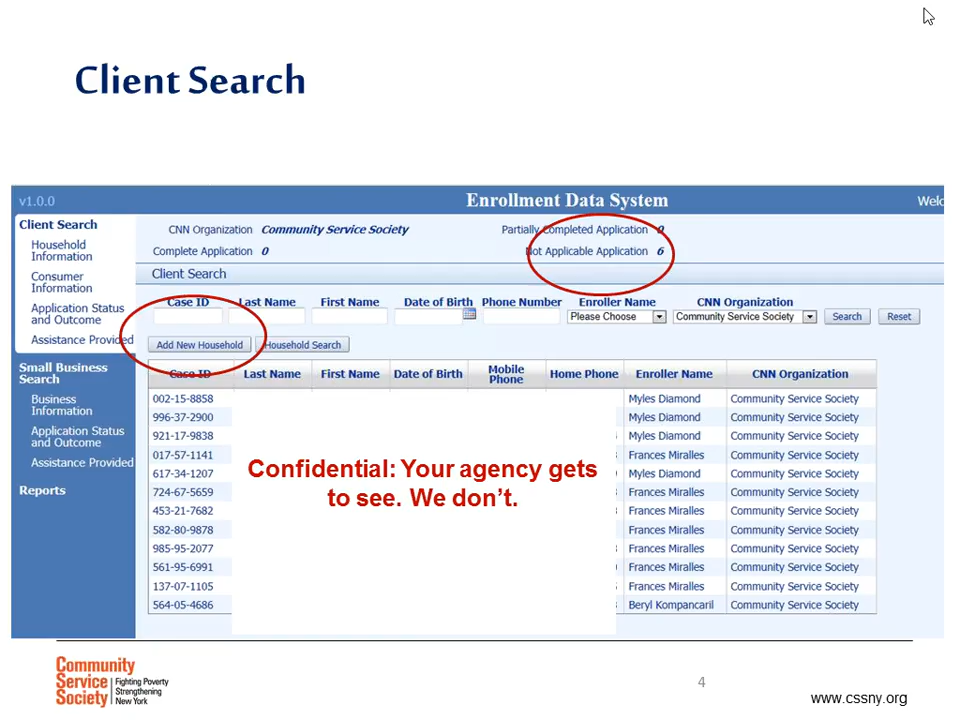 Client Search
v1.0.0
Enrollment Data System
Welc
Client Search
Household
Information
Consumer
Information
Application Status
and Outcome
Assistance Provided
Small Business
Search
Business
Information
Application Status
and Outcome
Assistance Provided
Reports
CNN Organization Community Service Society Partially Completed Application 0
Complete Application 0 Not Applicable Application 6
Client Search
Case ID Last Name First Name Date of Birth Phone Number Enroller Name CNN Organization
Please Choose Community Service Society Search Reset
Add New Household Household Search
Case ID Last Name First Name Date of Birth Mobile Phone Home Phone Enroller Name CNN Organization
002-15-8858 Myles Diamond Community Service Society
996-37-2900 Myles Diamond Community Service Society
921-17-9838 Myles Diamond Community Service Society
017-57-1141 Frances Miralles Community Service Society
617-34-1207 Myles Diamond Community Service Society
724-67-5659 Frances Miralles Community Service Society
453-21-7682 Frances Miralles Community Service Society
582-80-9878 Frances Miralles Community Service Society
985-95-2077 Frances Miralles Community Service Society
561-95-6991 Frances Miralles Community Service Society
137-07-1105 Frances Miralles Community Service Society
564-05-4686 Beryl Kompancaril Community Service Society
Confidential: Your agency gets
to see. We don't.
Community
Service
Society
Fighting Poverty
Strengthening
New York
4
www.cssny.org